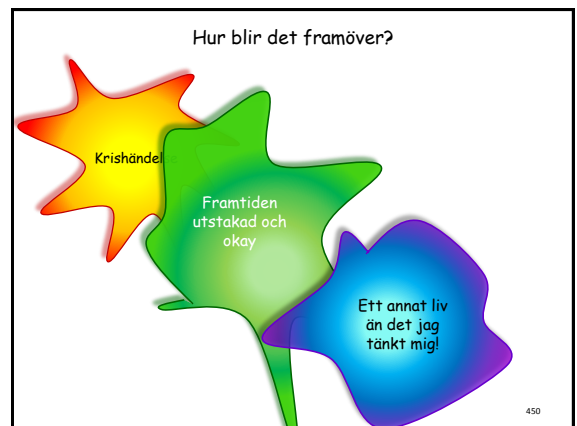 Hur blir det framöver?
Krishändel
Framtiden
utstakad och
okay
Ett annat liv
än det jag
tänkt mig!
450